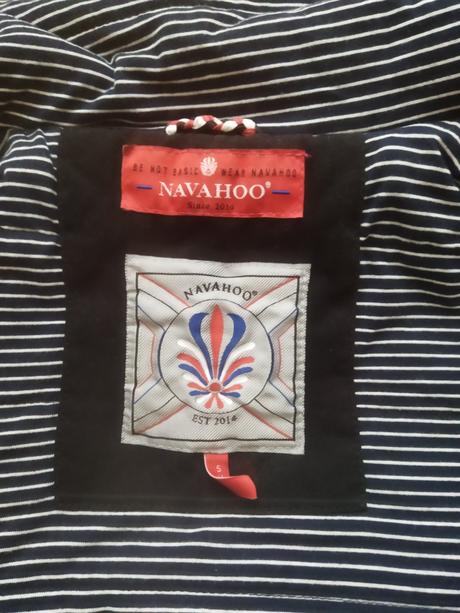 BE NOT BASIC WEAR NAVAHOO
NAVAHOO®
Since 2014
NAVAHOO®
EST 2014
S